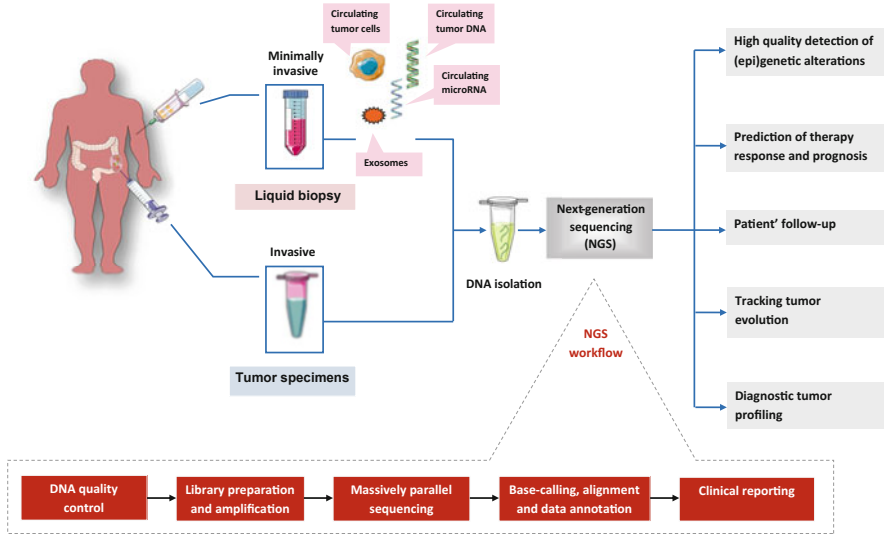 Circulating
tumor cells
Circulating
tumor DNA
Minimally
invasive
Circulating
microRNA
Exosomes
Liquid biopsy
Invasive
Tumor specimens
DNA isolation
Next-generation
sequencing
(NGS)
High quality detection of
(epi)genetic alterations
Prediction of therapy
response and prognosis
Patient' follow-up
Tracking tumor
evolution
Diagnostic tumor
profiling
NGS
workflow
DNA quality
control
Library preparation
and amplification
Massively parallel
sequencing
Base-calling, alignment
and data annotation
Clinical reporting